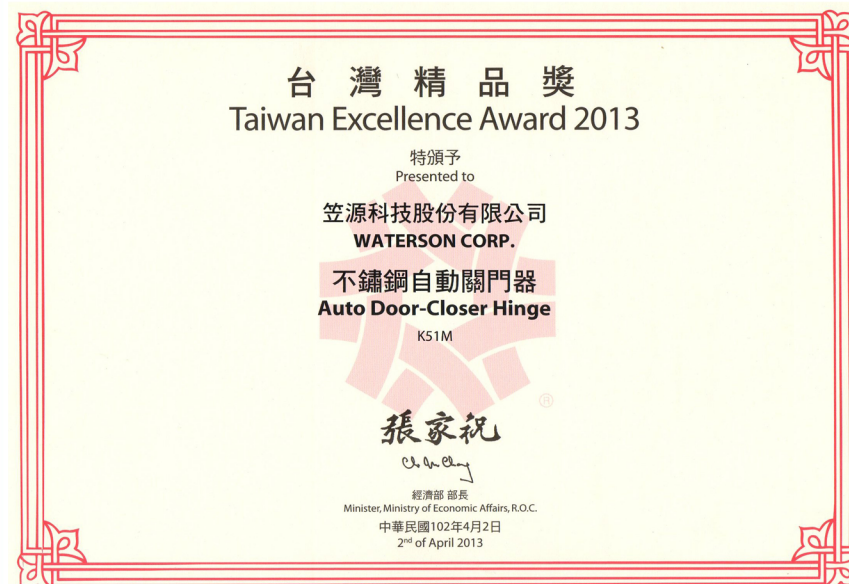 台灣精品獎
Taiwan Excellence Award 2013
特頒予
Presented to
笠源科技股份有限公司
WATERSON CORP.
不鏽鋼自動關門器
Auto Door-Closer Hinge
K51M
®
張家祝
經濟部 部長
Minister, Ministry of Economic Affairs, R.O.C.
中華民國102年4月2日
2nd of April 2013